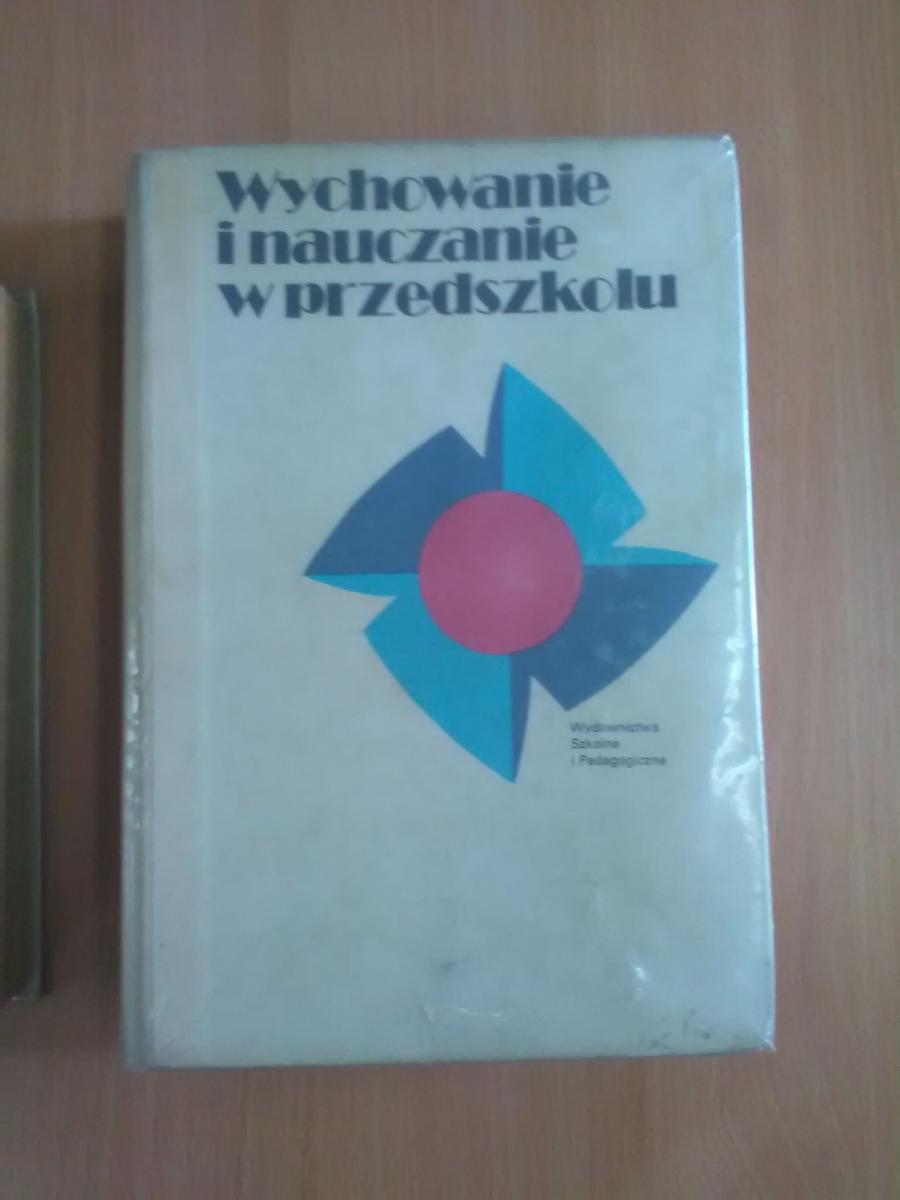 Wychowanie
i nauczanie
w przedszkolu
Wydawnictwa
Szkolne
i Pedagogiczne